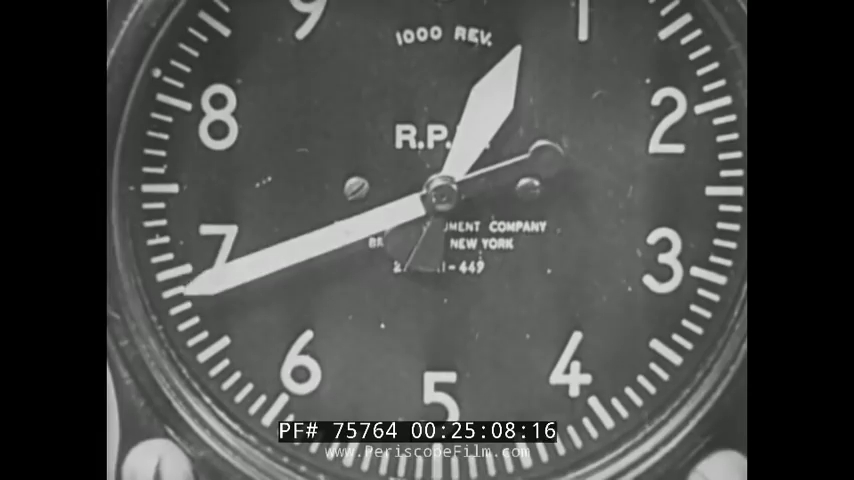 9 1
1000 REV.
8 R.P. 2
UMENT COMPANY
7 NEW YORK 3
-449
6 4
5
PF# 75764 00:25:08:16
www.PeriscopeFilm.com